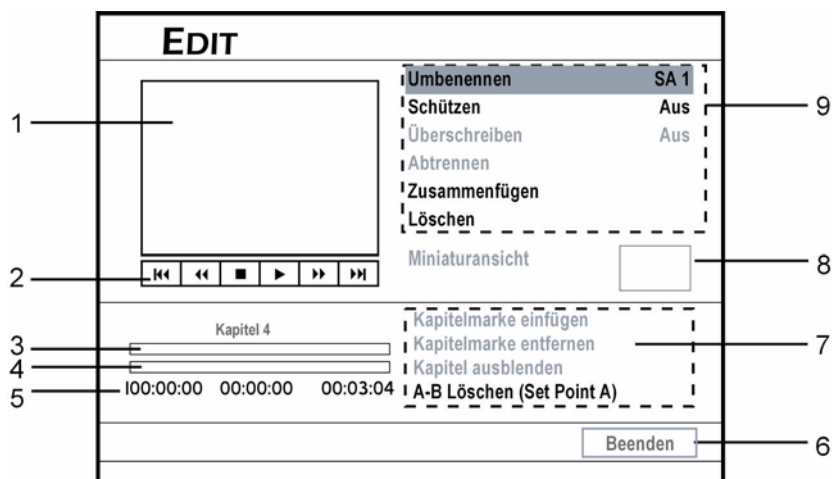 EDIT
Umbenennen SA 1
Schützen Aus
Überschreiben Aus
Abtrennen
Zusammenfügen
Löschen
Miniaturansicht
Kapitel 4
I00:00:00 00:00:00 00:03:04
Kapitelmarke einfügen
Kapitelmarke entfernen
Kapitel ausblenden
A-B Löschen (Set Point A)
Beenden
1
2
3
4
5
6
7
8
9